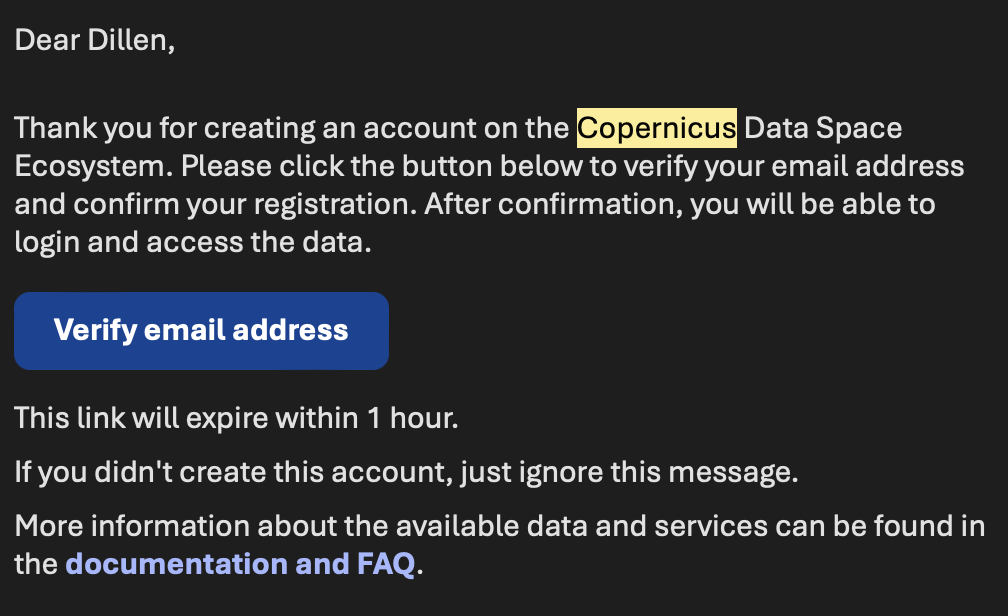 Dear Dillen,
Thank you for creating an account on the Copernicus Data Space
Ecosystem. Please click the button below to verify your email address
and confirm your registration. After confirmation, you will be able to
login and access the data.
Verify email address
This link will expire within 1 hour.
If you didn't create this account, just ignore this message.
More information about the available data and services can be found in
the documentation and FAQ.